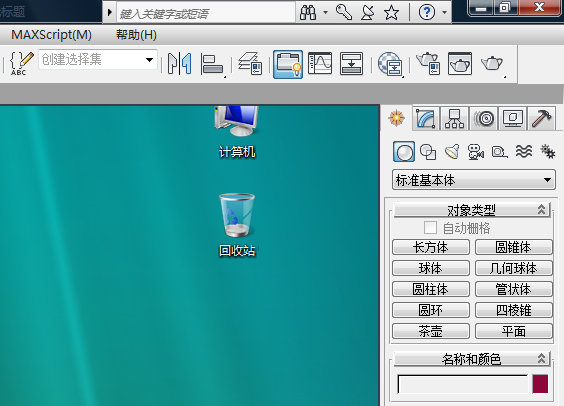 标题
键入关键字或短语
MAXScript(M) 帮助(H)
ABC 创建选择集
计算机
回收站
标准基本体
对象类型
自动栅格
长方体 圆锥体
球体 几何球体
圆柱体 管状体
圆环 四棱锥
茶壶 平面
名称和颜色